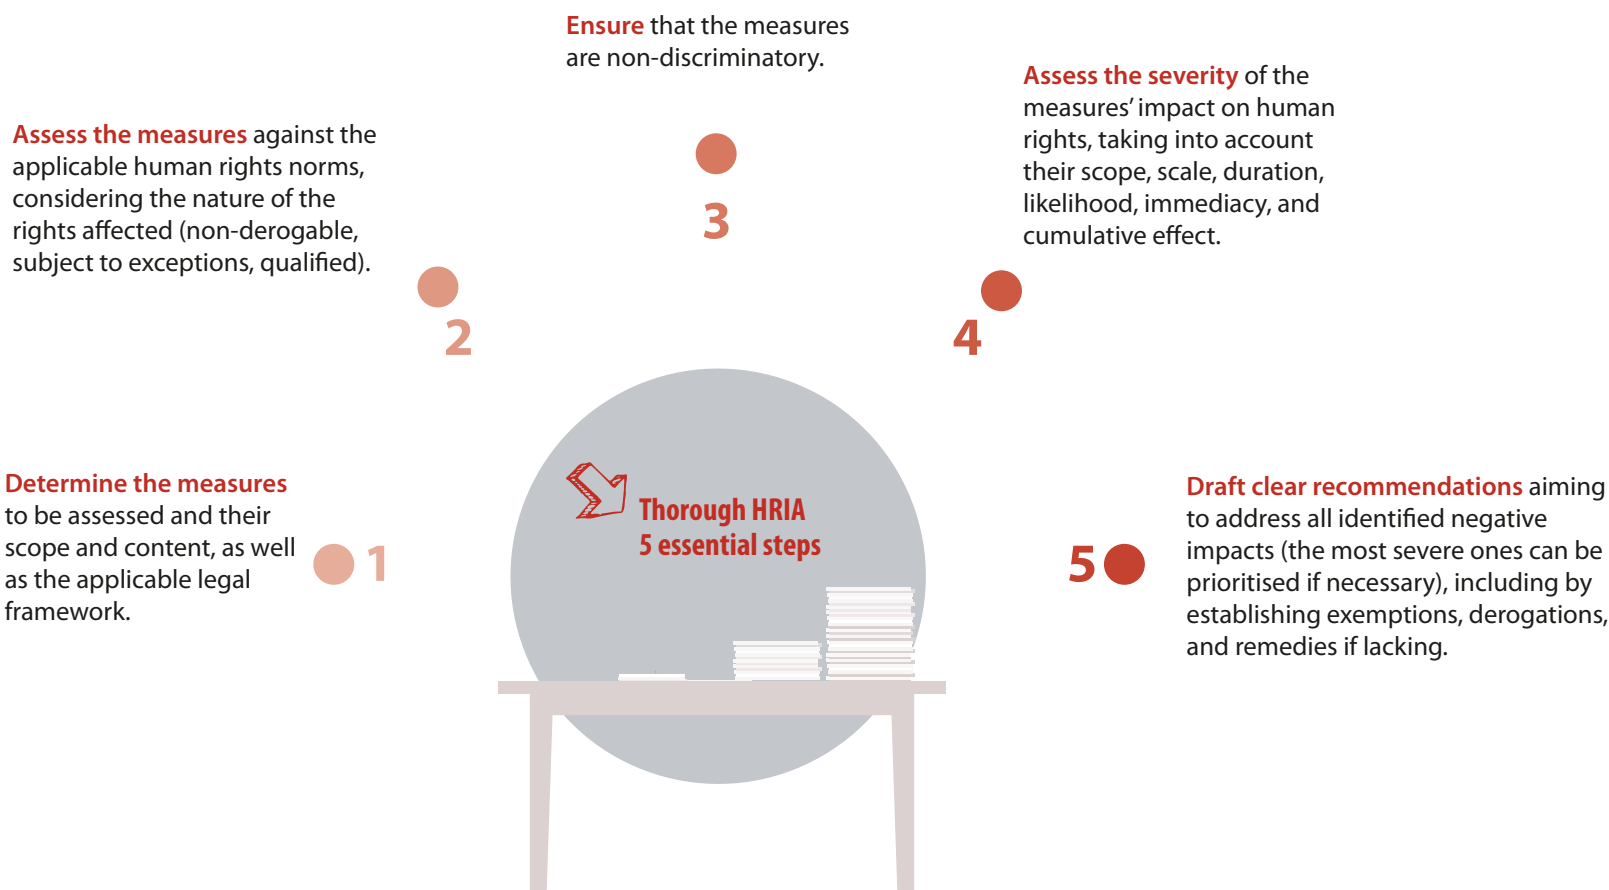 Determine the measures
to be assessed and their
scope and content, as well
as the applicable legal
framework.
1
Assess the measures against the
applicable human rights norms,
considering the nature of the
rights affected (non-derogable,
subject to exceptions, qualified).
2
Ensure that the measures
are non-discriminatory.
3
Assess the severity of the
measures’ impact on human
rights, taking into account
their scope, scale, duration,
likelihood, immediacy, and
cumulative effect.
4
Draft clear recommendations aiming
to address all identified negative
impacts (the most severe ones can be
prioritised if necessary), including by
establishing exemptions, derogations,
and remedies if lacking.
5
Thorough HRIA
5 essential steps